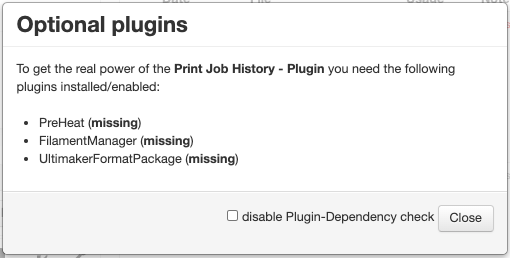 Optional plugins
To get the real power of the Print Job History - Plugin you need the following
plugins installed/enabled:
PreHeat (missing)
FilamentManager (missing)
UltimakerFormatPackage (missing)
disable Plugin-Dependency check Close